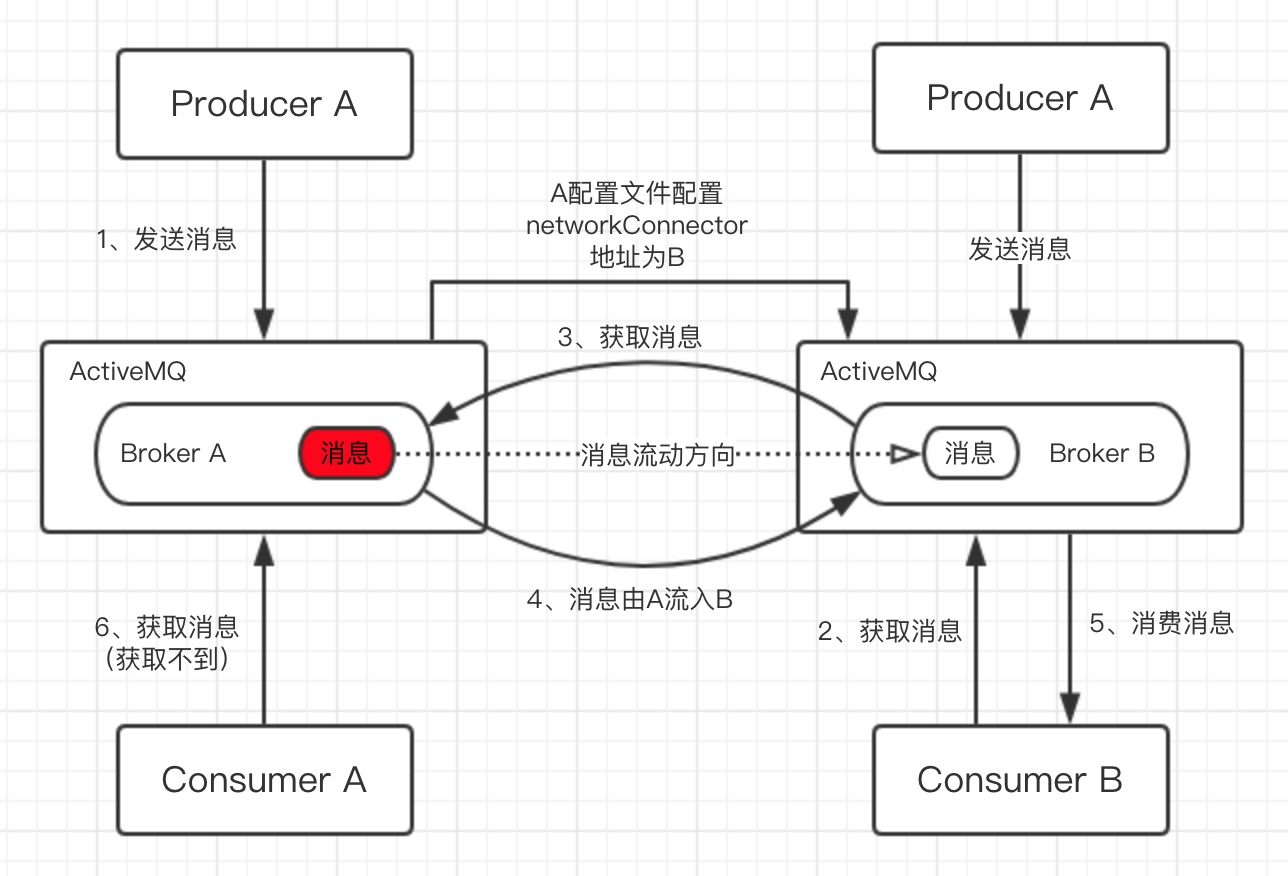 Producer A
Producer A
A配置文件配置
networkConnector
地址为B
1、发送消息
发送消息
3、获取消息
ActiveMQ
ActiveMQ
Broker A
消息
消息流动方向
消息
Broker B
4、消息由A流入B
6、获取消息
（获取不到）
2、获取消息
5、消费消息
Consumer A
Consumer B